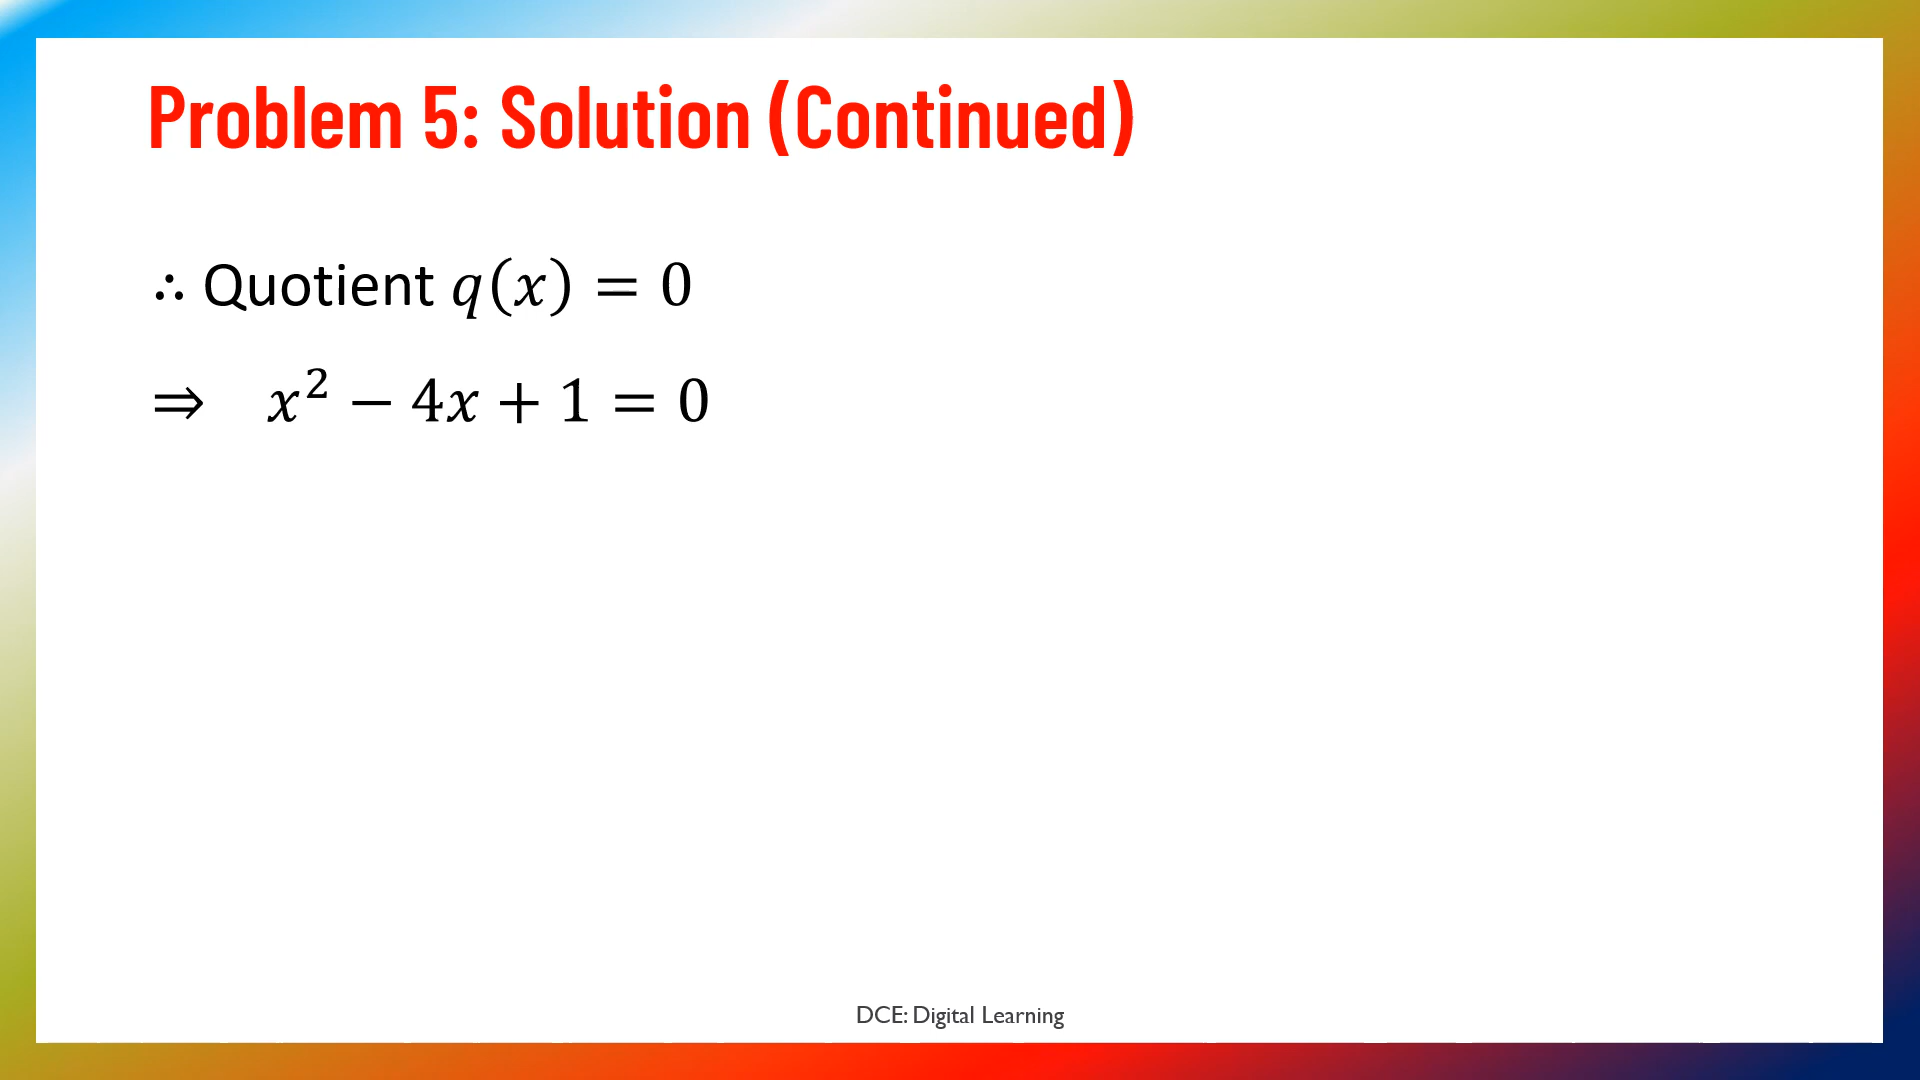 Problem 5: Solution (Continued)
∴ Quotient q(x) = 0
⇒ x² − 4x + 1 = 0
DCE: Digital Learning